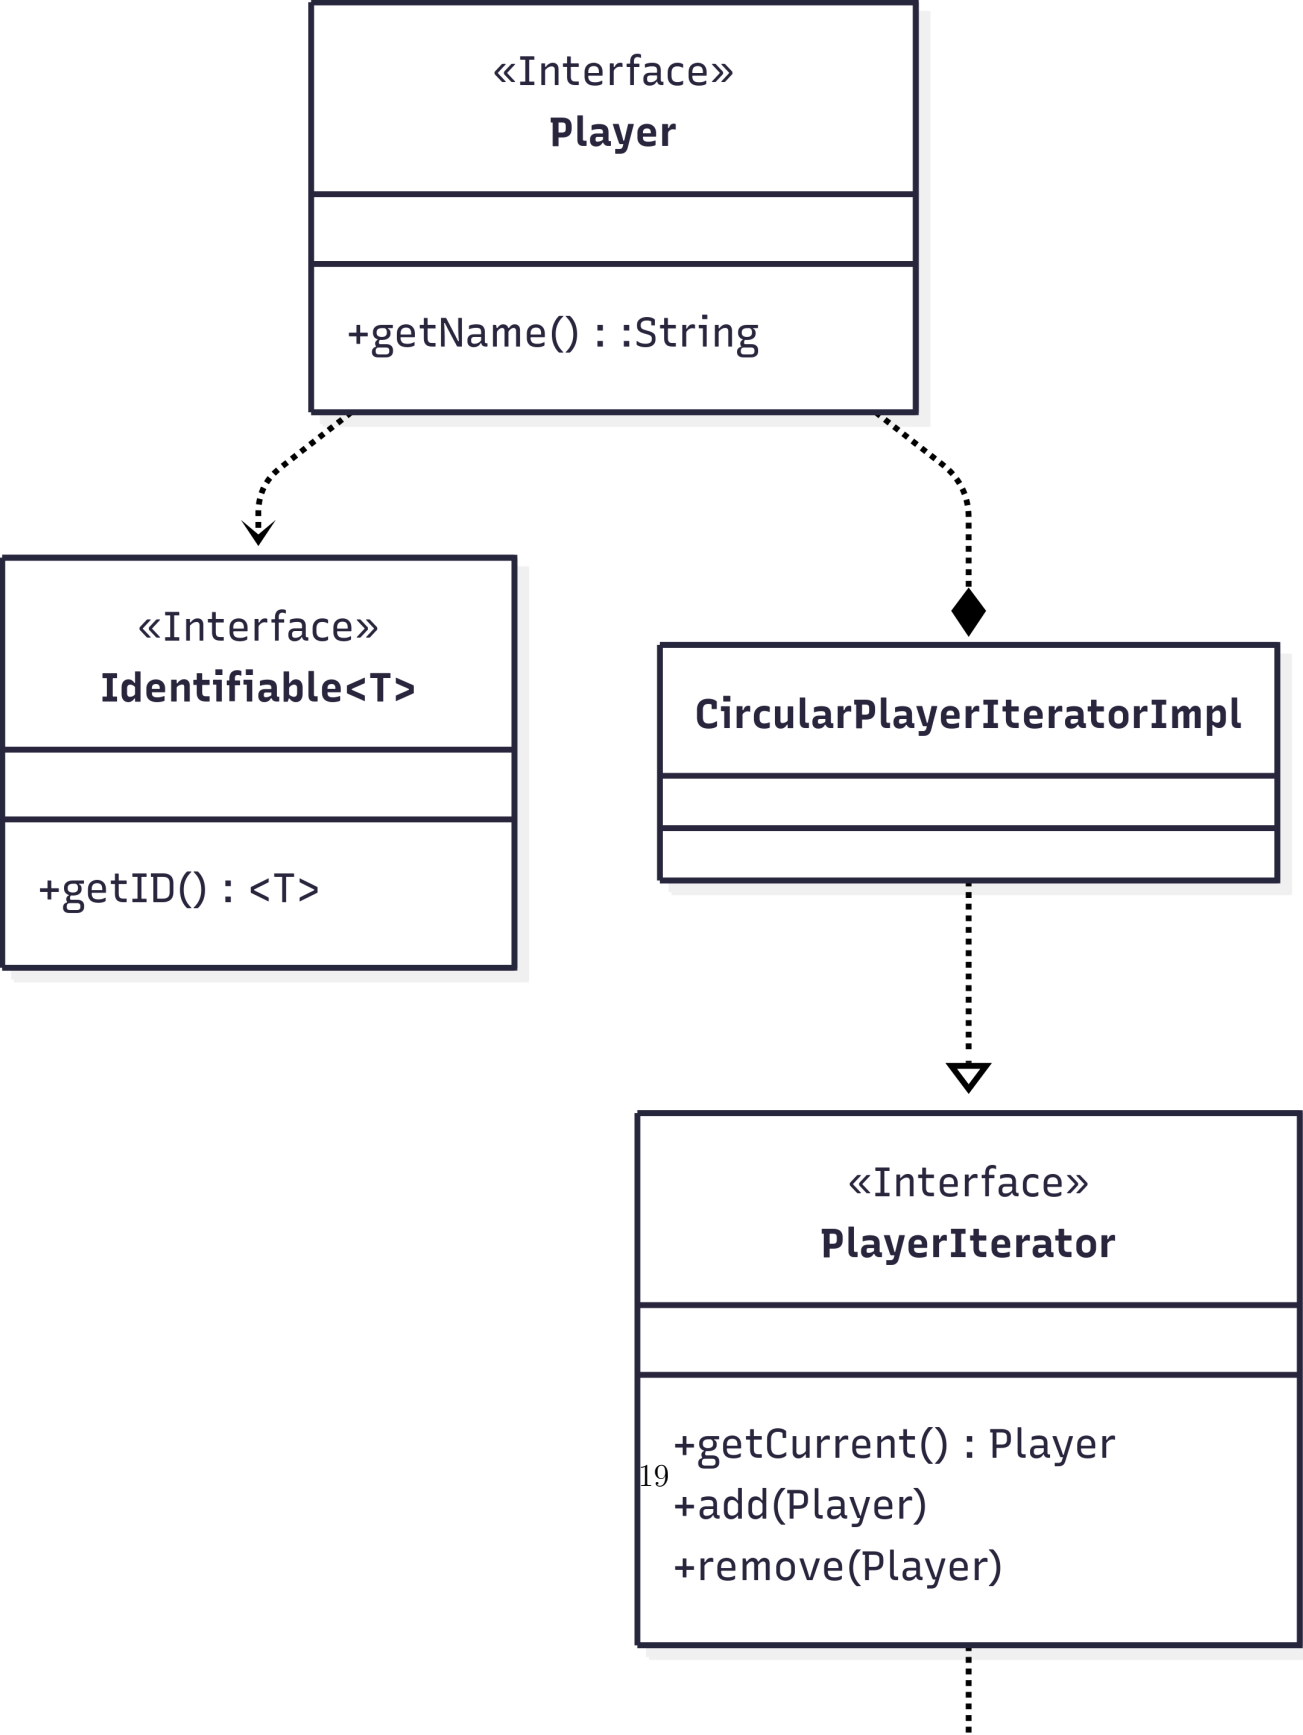 «Interface»
Player
+getName() : :String
«Interface»
Identifiable<T>
+getID() : <T>
CircularPlayerIteratorImpl
«Interface»
PlayerIterator
+getCurrent() : Player
19
+add(Player)
+remove(Player)